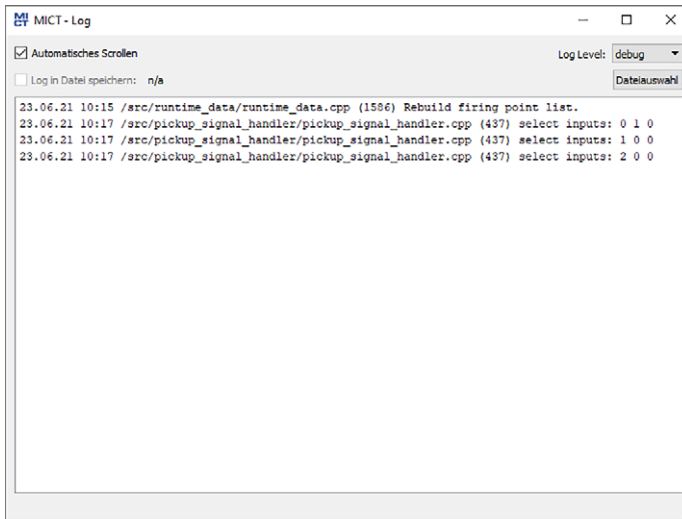 MICT MICT - Log
Automatisches Scrollen
Log Level: debug
Log in Datei speichern: n/a
Dateiauswahl
23.06.21 10:15 /src/runtime_data/runtime_data.cpp (1586) Rebuild firing point list.
23.06.21 10:17 /src/pickup_signal_handler/pickup_signal_handler.cpp (437) select inputs: 0 1 0
23.06.21 10:17 /src/pickup_signal_handler/pickup_signal_handler.cpp (437) select inputs: 1 0 0
23.06.21 10:17 /src/pickup_signal_handler/pickup_signal_handler.cpp (437) select inputs: 2 0 0